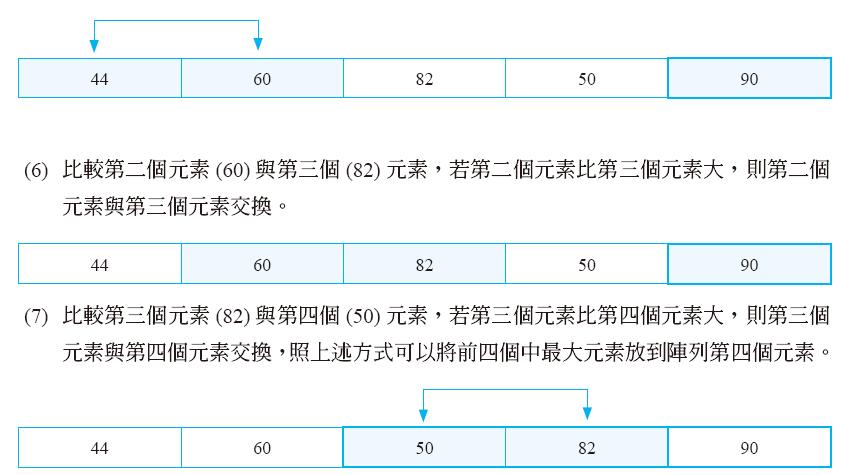 44 60 82 50 90
(6) 比較第二個元素 (60) 與第三個 (82) 元素，若第二個元素比第三個元素大，則第二個
元素與第三個元素交換。
44 60 82 50 90
(7) 比較第三個元素 (82) 與第四個 (50) 元素，若第三個元素比第四個元素大，則第三個
元素與第四個元素交換，照上述方式可以將前四個中最大元素放到陣列第四個元素。
44 60 50 82 90